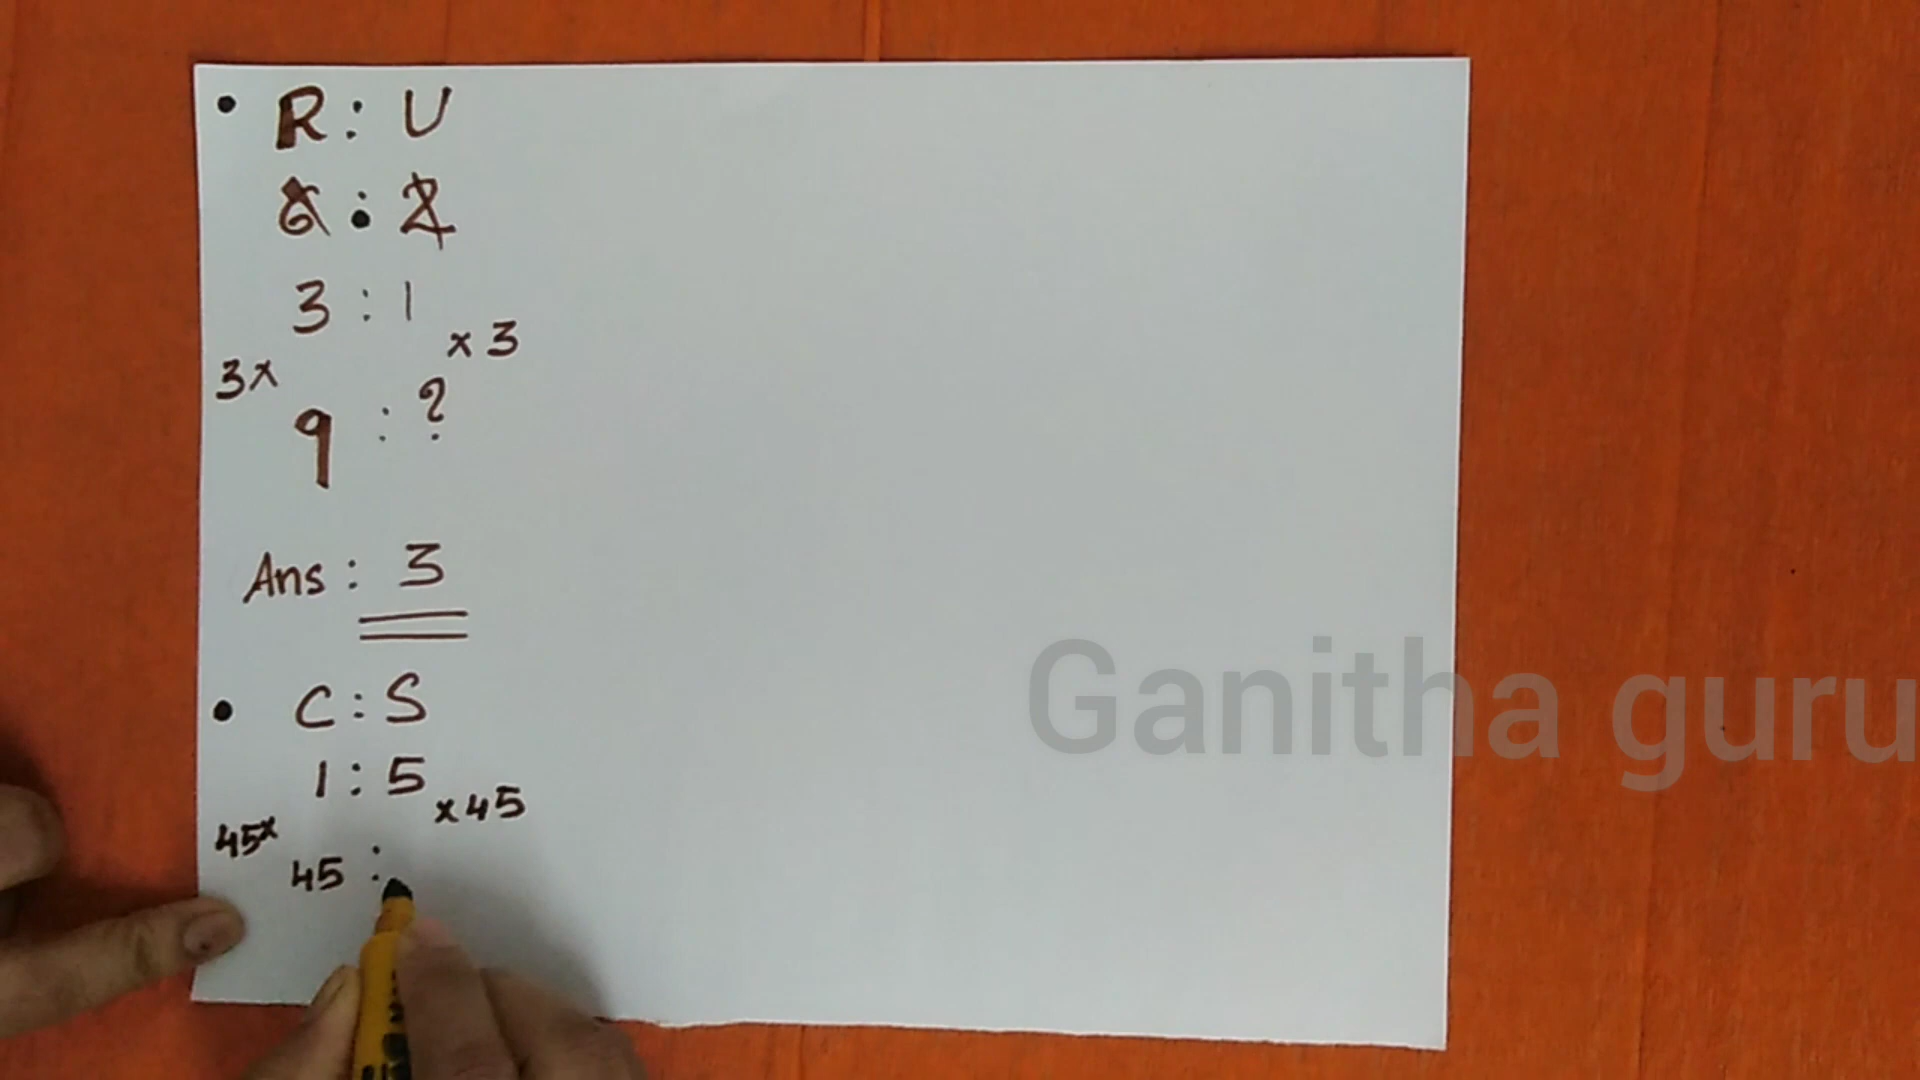 • R : U
6 : 2
3 : 1
3x x 3
9 : ?
Ans : 3
• C : S
1 : 5
45x x 45
45 :
Ganitha guru